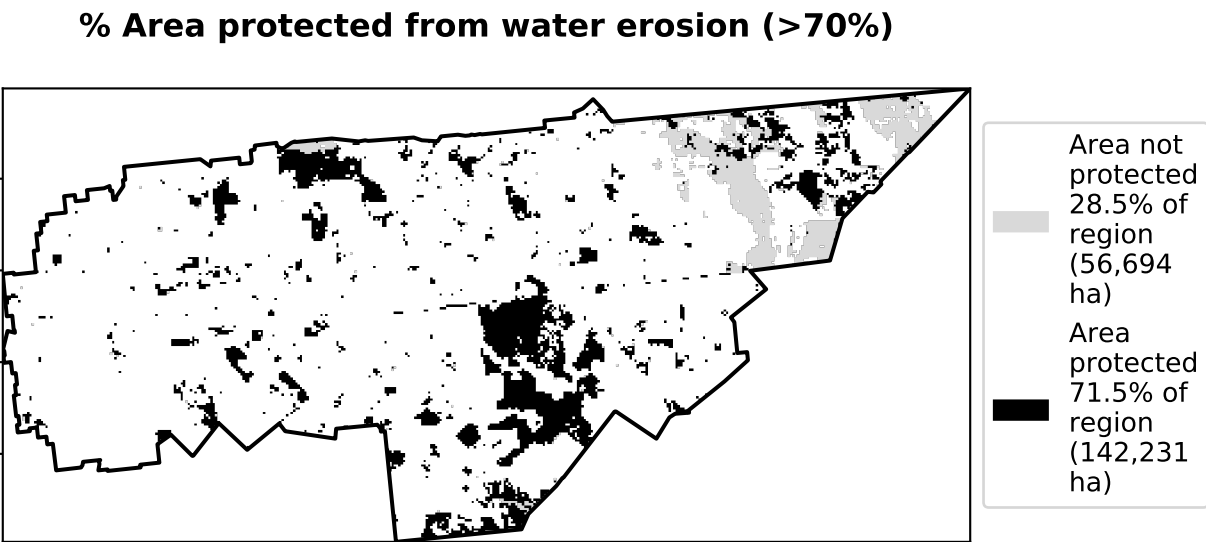 % Area protected from water erosion (>70%)
Area not
protected
28.5% of
region
(56,694
ha)
Area
protected
71.5% of
region
(142,231
ha)